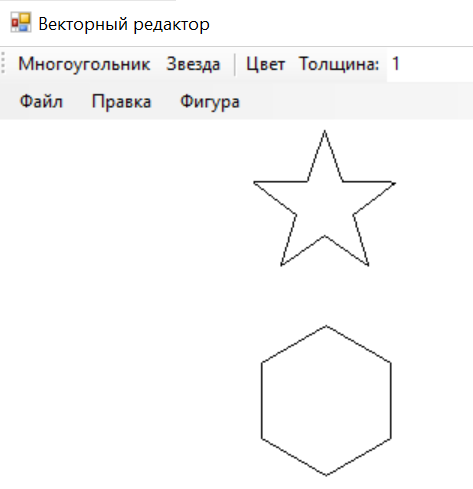 Векторный редактор
Многоугольник Звезда Цвет Толщина: 1
Файл Правка Фигура